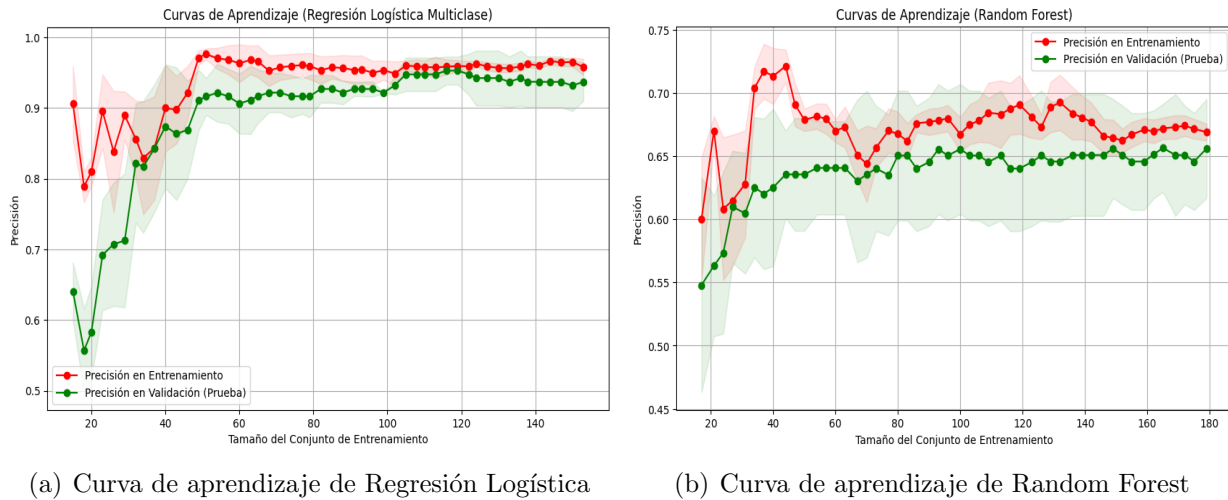 Curvas de Aprendizaje (Regresión Logística Multiclase)
1.0
0.9
0.8
0.7
0.6
0.5
Precisión
Precisión en Entrenamiento
Precisión en Validación (Prueba)
20 40 60 80 100 120 140
Tamaño del Conjunto de Entrenamiento
(a) Curva de aprendizaje de Regresión Logística
Curvas de Aprendizaje (Random Forest)
0.75
0.70
0.65
0.60
0.55
0.50
0.45
Precisión
Precisión en Entrenamiento
Precisión en Validación (Prueba)
20 40 60 80 100 120 140 160 180
Tamaño del Conjunto de Entrenamiento
(b) Curva de aprendizaje de Random Forest